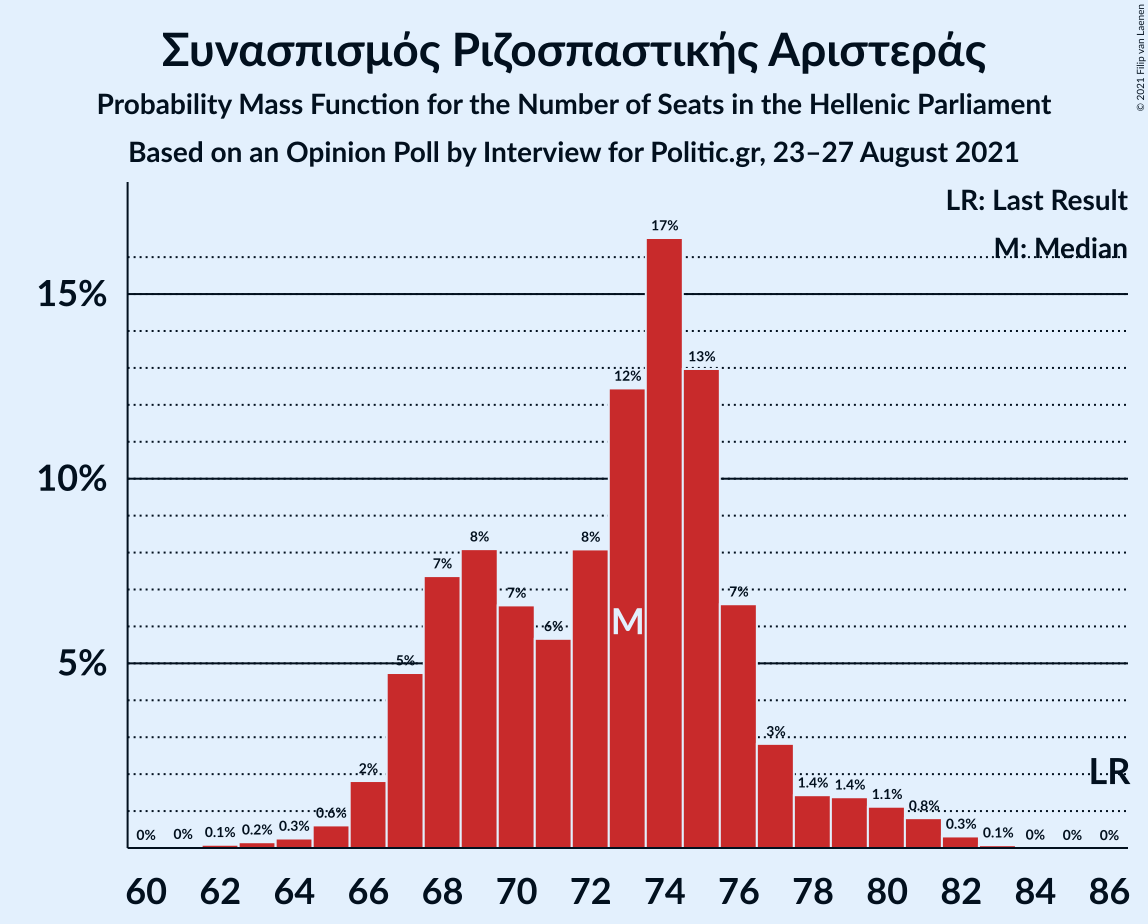 Συνασπισμός Ριζοσπαστικής Αριστεράς
Probability Mass Function for the Number of Seats in the Hellenic Parliament
Based on an Opinion Poll by Interview for Politic.gr, 23–27 August 2021
© 2021 Filip van Laenen
LR: Last Result
M: Median
15%
10%
5%
0% 0% 0.1% 0.2% 0.3% 0.6% 2% 5% 7% 8% 7% 6% 8% 12% 17% 13% 7% 3% 1.4% 1.4% 1.1% 0.8% 0.3% 0.1% 0% 0% 0%
M
LR
60 62 64 66 68 70 72 74 76 78 80 82 84 86